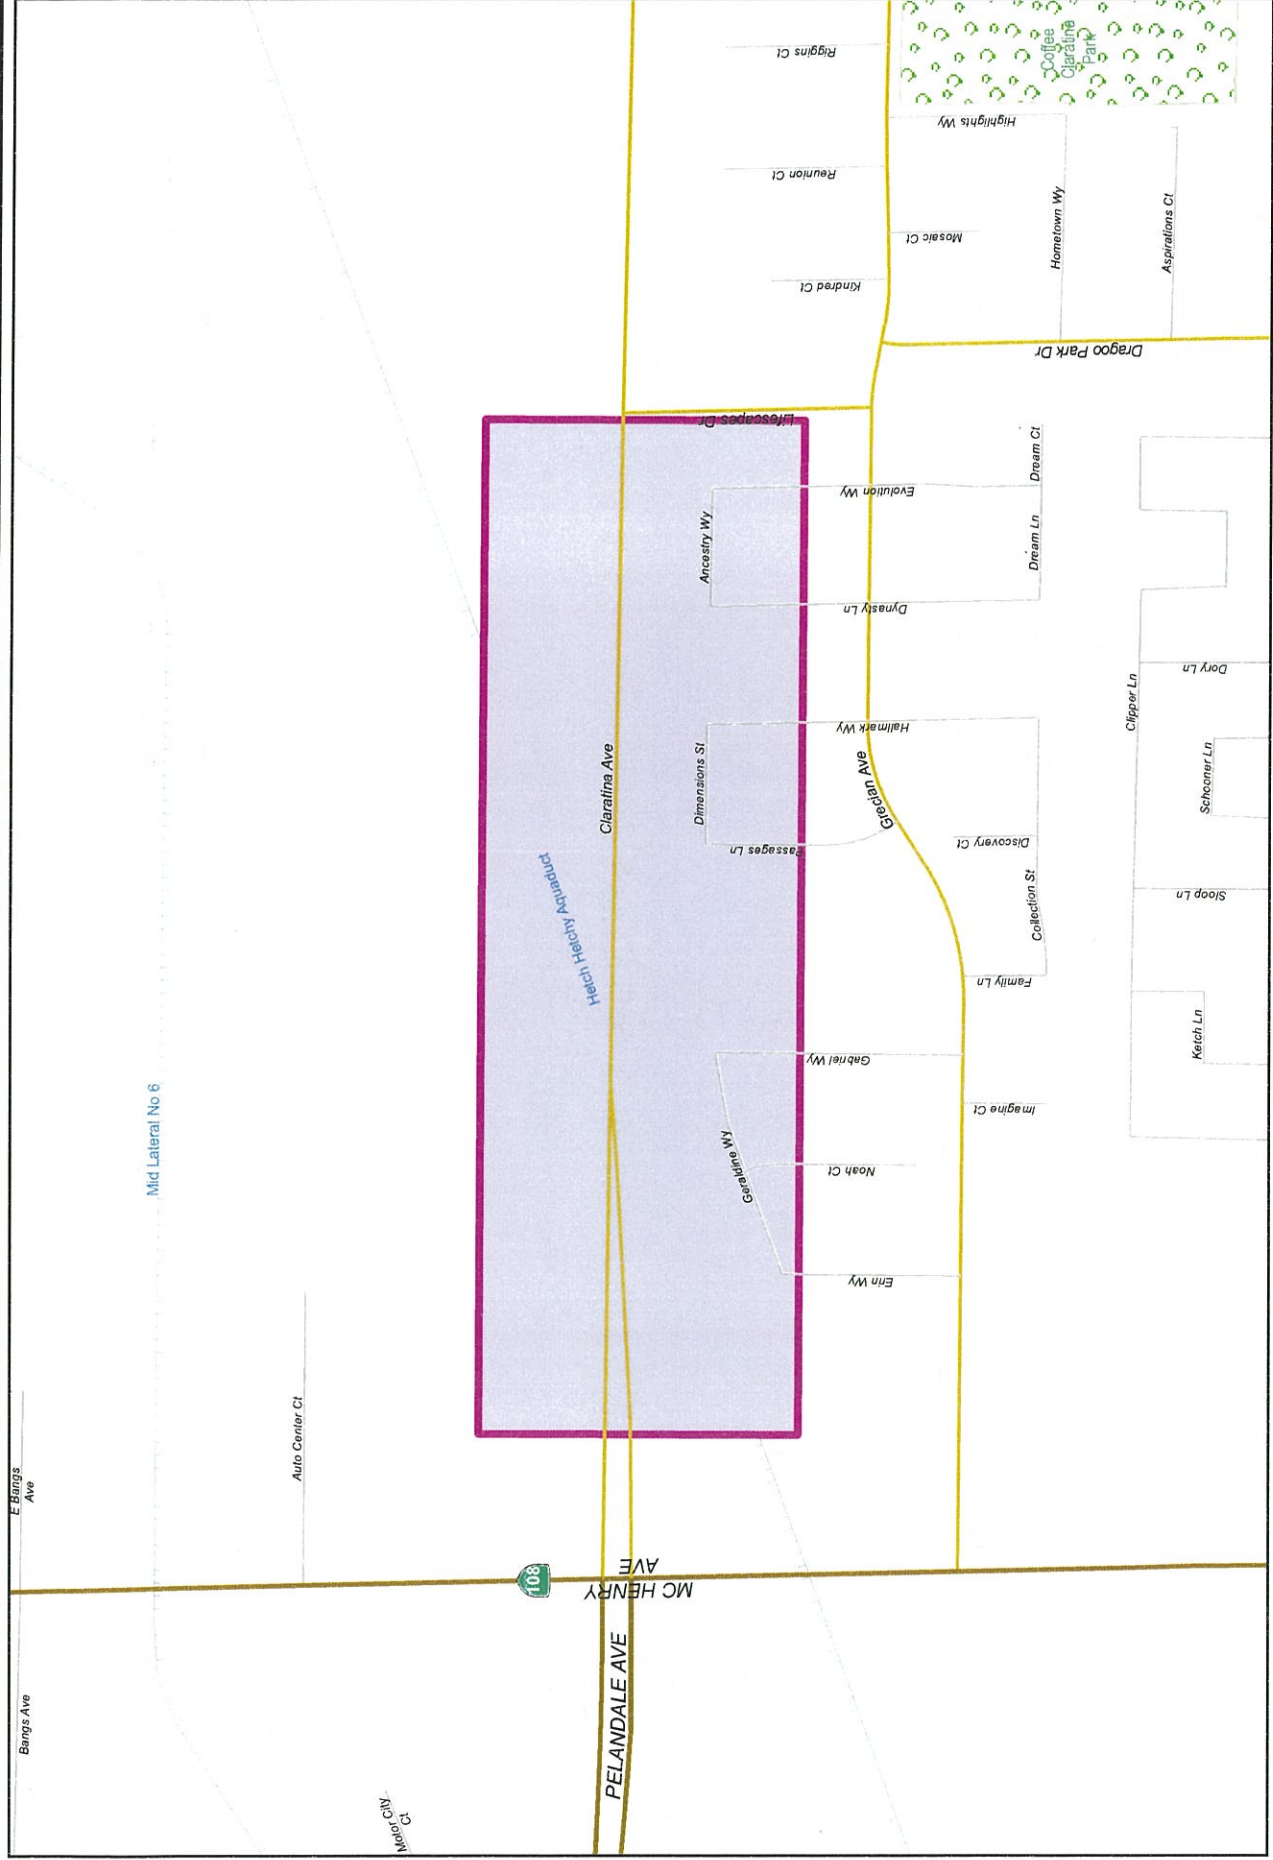 E Bangs
Ave
Bangs Ave
Mid Lateral No 6
Auto Center Ct
Motor City
Ct
108
MC HENRY
AVE
PELANDALE AVE
Claratina Ave
Hetch Hetchy Aquaduct
Riggins Ct
Reunion Ct
Kindred Ct
Highlights Wy
Mosaic Ct
Coffee
Claratina
Park
Hometown Wy
Aspirations Ct
Dragoo Park Dr
Lifescapes Dr
Ancestry Wy
Evolution Wy
Dynasty Ln
Dream Ct
Dream Ln
Dimensions St
Hallmark Wy
Passages Ln
Grecian Ave
Discovery Ct
Collection St
Family Ln
Gabriel Wy
Imagine Ct
Geraldine Wy
Noah Ct
Erin Wy
Clipper Ln
Dory Ln
Schooner Ln
Sloop Ln
Ketch Ln